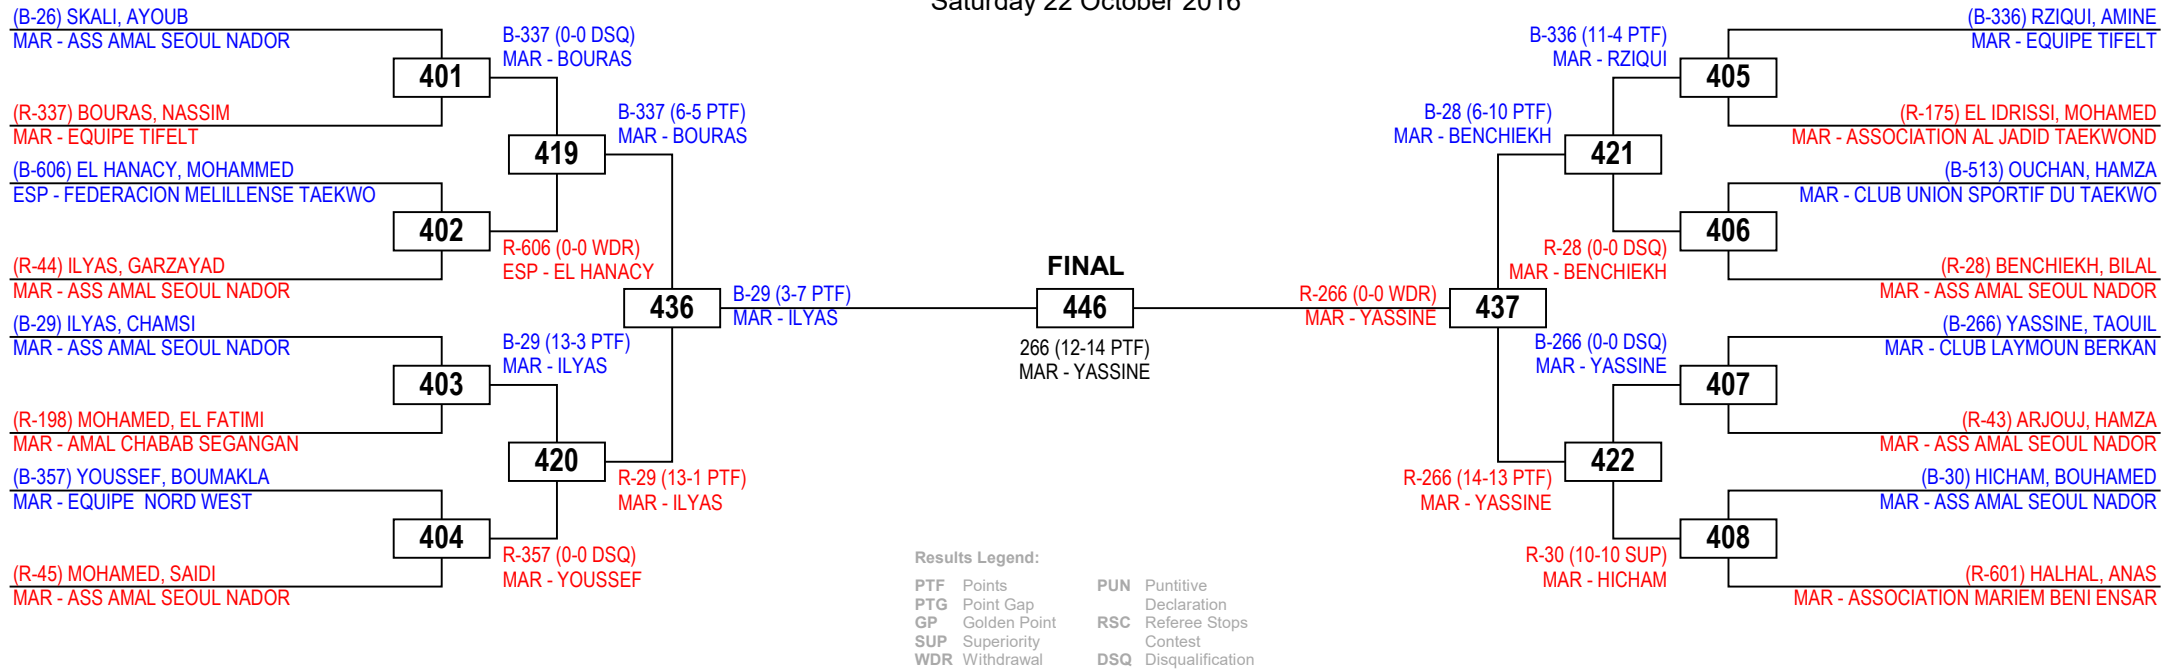 Saturday 22 October 2016
(B-26) SKALI, AYOUB
MAR - ASS AMAL SEOUL NADOR
401
(R-337) BOURAS, NASSIM
MAR - EQUIPE TIFELT
(B-606) EL HANACY, MOHAMMED
ESP - FEDERACION MELILLENSE TAEKWO
402
(R-44) ILYAS, GARZAYAD
MAR - ASS AMAL SEOUL NADOR
(B-29) ILYAS, CHAMSI
MAR - ASS AMAL SEOUL NADOR
403
(R-198) MOHAMED, EL FATIMI
MAR - AMAL CHABAB SEGANGAN
(B-357) YOUSSEF, BOUMAKLA
MAR - EQUIPE  NORD WEST
404
(R-45) MOHAMED, SAIDI
MAR - ASS AMAL SEOUL NADOR
B-337 (0-0 DSQ)
MAR - BOURAS
419
R-606 (0-0 WDR)
ESP - EL HANACY
B-29 (13-3 PTF)
MAR - ILYAS
420
R-357 (0-0 DSQ)
MAR - YOUSSEF
B-337 (6-5 PTF)
MAR - BOURAS
436
R-29 (13-1 PTF)
MAR - ILYAS
B-29 (3-7 PTF)
MAR - ILYAS
FINAL
446
266 (12-14 PTF)
MAR - YASSINE
R-266 (0-0 WDR)
MAR - YASSINE
B-28 (6-10 PTF)
MAR - BENCHIEKH
437
R-266 (14-13 PTF)
MAR - YASSINE
B-336 (11-4 PTF)
MAR - RZIQUI
421
R-28 (0-0 DSQ)
MAR - BENCHIEKH
B-266 (0-0 DSQ)
MAR - YASSINE
422
R-30 (10-10 SUP)
MAR - HICHAM
(B-336) RZIQUI, AMINE
MAR - EQUIPE TIFELT
405
(R-175) EL IDRISSI, MOHAMED
MAR - ASSOCIATION AL JADID TAEKWOND
(B-513) OUCHAN, HAMZA
MAR - CLUB UNION SPORTIF DU TAEKWO
406
(R-28) BENCHIEKH, BILAL
MAR - ASS AMAL SEOUL NADOR
(B-266) YASSINE, TAOUIL
MAR - CLUB LAYMOUN BERKAN
407
(R-43) ARJOUJ, HAMZA
MAR - ASS AMAL SEOUL NADOR
(B-30) HICHAM, BOUHAMED
MAR - ASS AMAL SEOUL NADOR
408
(R-601) HALHAL, ANAS
MAR - ASSOCIATION MARIEM BENI ENSAR
Results Legend:
PTF Points
PTG Point Gap
GP Golden Point
SUP Superiority
WDR Withdrawal
PUN Puntitive
Declaration
RSC Referee Stops
Contest
DSQ Disqualification